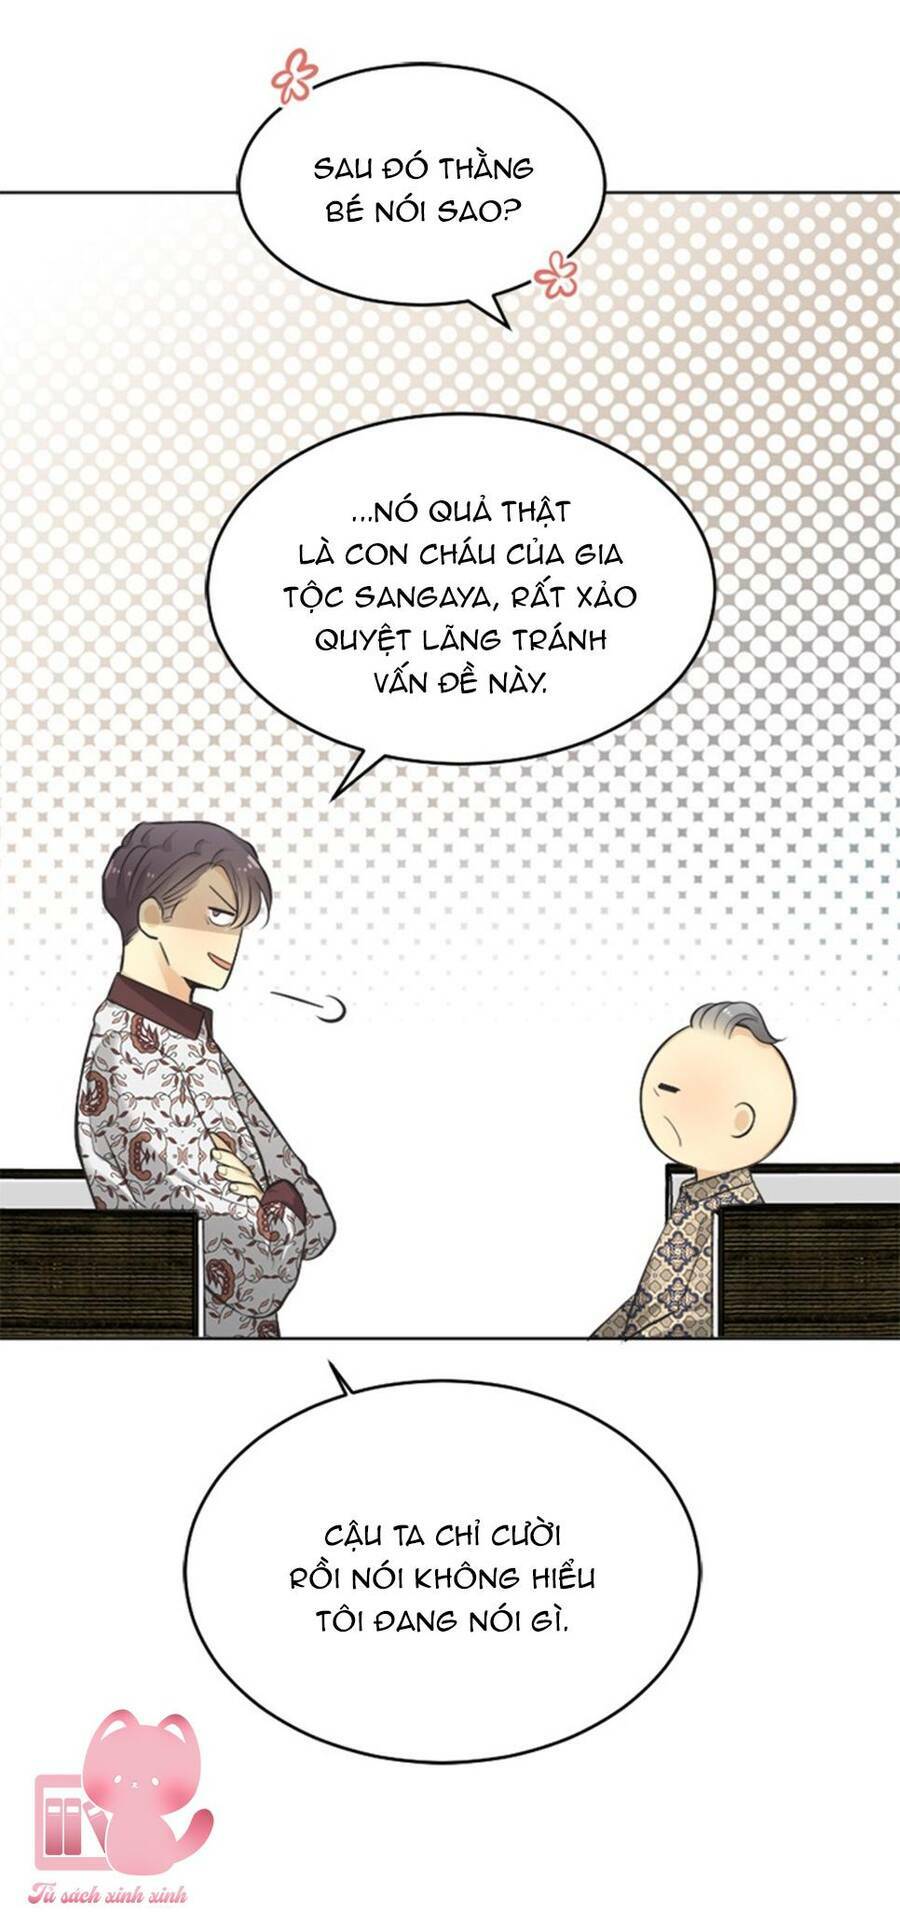 SAU ĐÓ THẰNG
BÉ NÓI SAO?
...NÓ QUẢ THẬT
LÀ CON CHÁU CỦA GIA
TỘC SANGAYA, RẤT XẢO
QUYỆT LÃNG TRÁNH
VẤN ĐỀ NÀY.
CẬU TA CHỈ CƯỜI
RỒI NÓI KHÔNG HIỂU
TÔI ĐANG NÓI GÌ.
Tủ sách xinh xinh